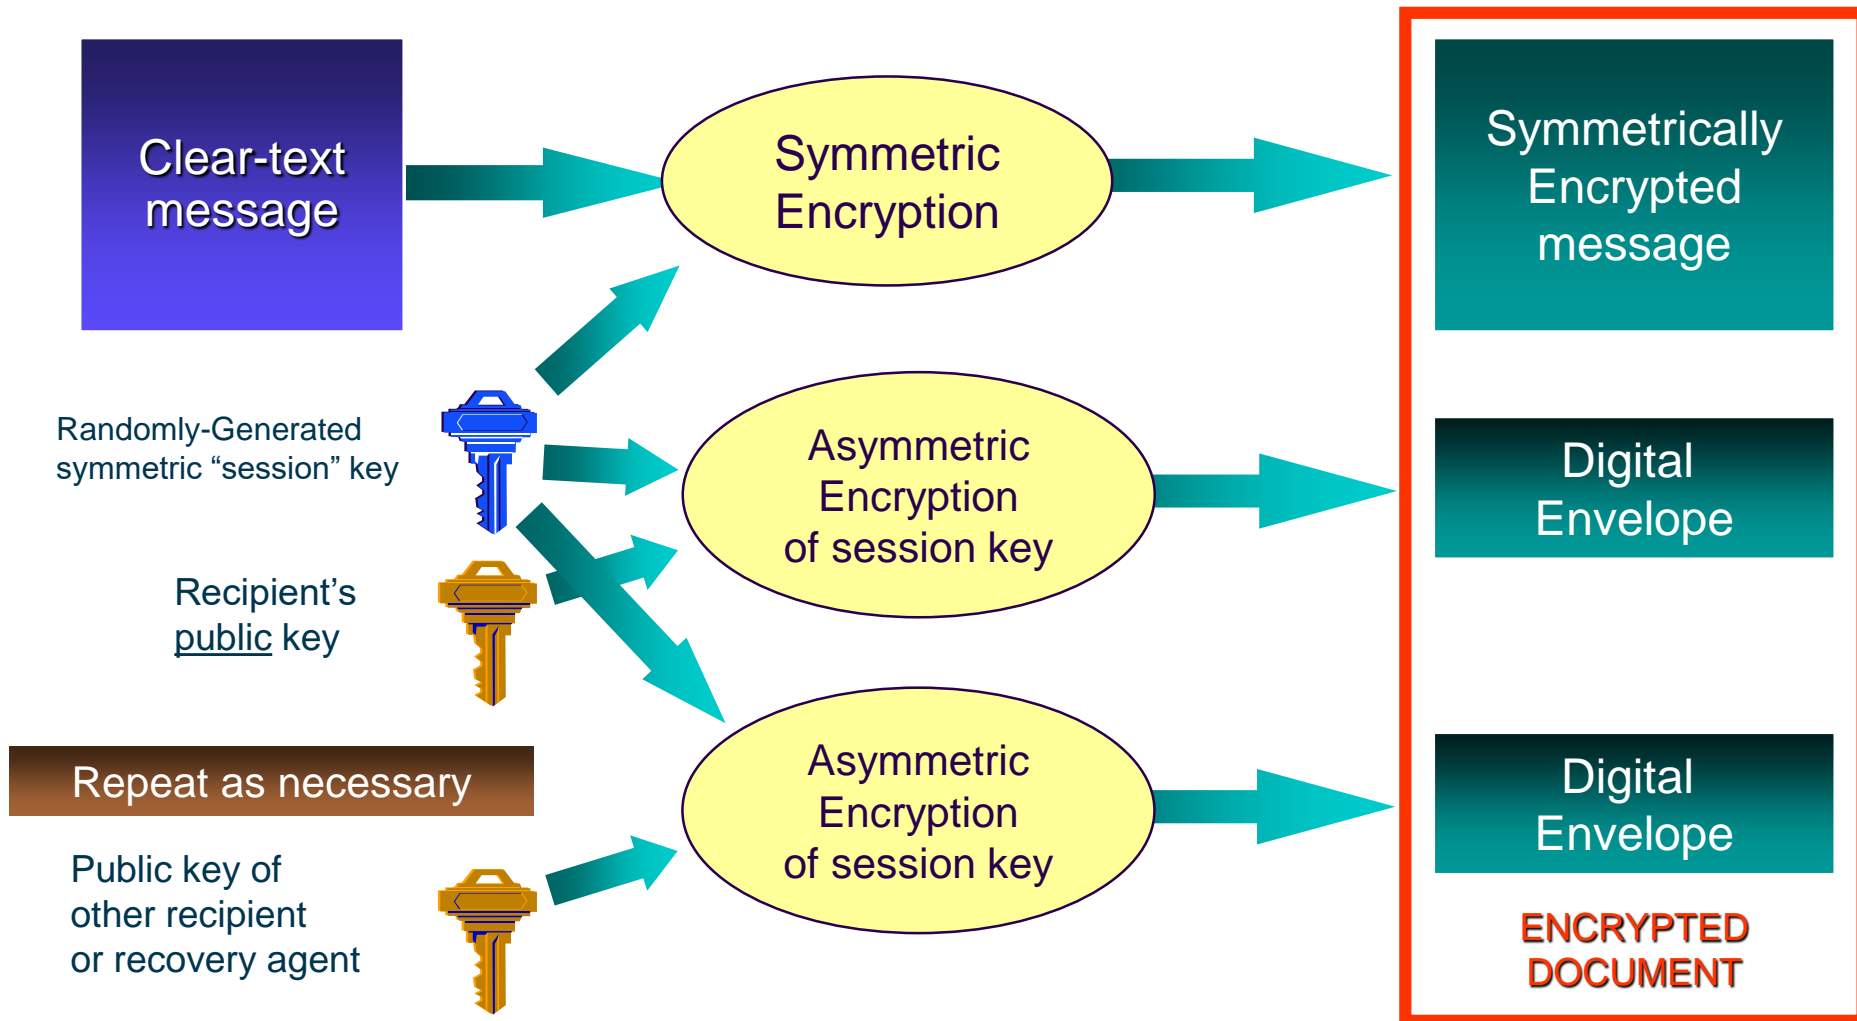 Clear-text
message
Symmetric
Encryption
Symmetrically
Encrypted
message
Randomly-Generated
symmetric “session” key
Asymmetric
Encryption
of session key
Digital
Envelope
Recipient’s
public key
Repeat as necessary
Asymmetric
Encryption
of session key
Digital
Envelope
Public key of
other recipient
or recovery agent
ENCRYPTED
DOCUMENT